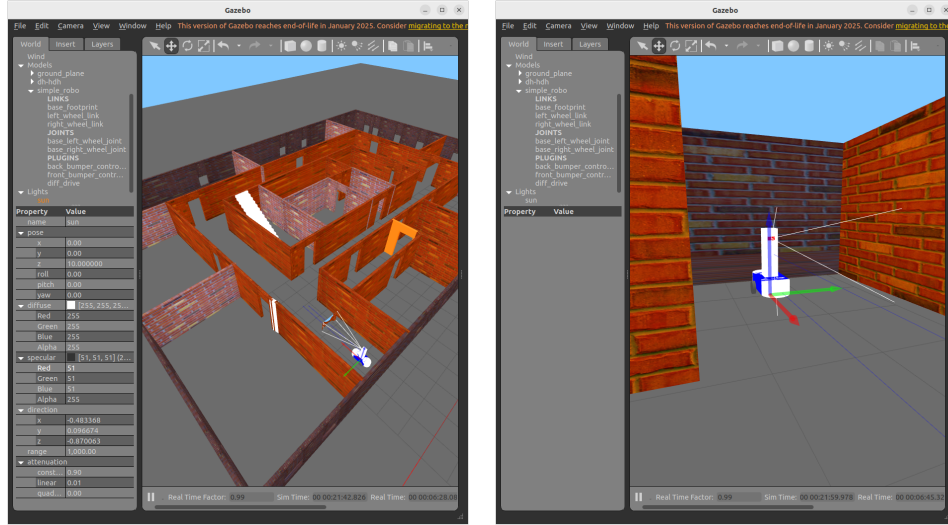 Gazebo
File Edit Camera View Window Help This version of Gazebo reaches end-of-life in January 2025. Consider migrating to the n
World Insert Layers
Wind
Models
ground_plane
dh-hdh
simple_robo
LINKS
base_footprint
left_wheel_link
right_wheel_link
JOINTS
base_left_wheel_joint
base_right_wheel_joint
PLUGINS
back_bumper_contro...
front_bumper_contr...
diff_drive
Lights
sun
Property Value
name sun
pose
x 0.00
y 0.00
z 10.000000
roll 0.00
pitch 0.00
yaw 0.00
diffuse [255, 255, 25...
Red 255
Green 255
Blue 255
Alpha 255
specular [51, 51, 51] (2...
Red 51
Green 51
Blue 51
Alpha 255
direction
x -0.483368
y 0.096674
z -0.870063
range 1,000.00
attenuation
const... 0.90
linear 0.01
quad... 0.00
Real Time Factor: 0.99 Sim Time: 00 00:21:42.826 Real Time: 00 00:06:28.08
Gazebo
File Edit Camera View Window Help This version of Gazebo reaches end-of-life in January 2025. Consider migrating to the
World Insert Layers
Wind
Models
ground_plane
dh-hdh
simple_robo
LINKS
base_footprint
left_wheel_link
right_wheel_link
JOINTS
base_left_wheel_joint
base_right_wheel_joint
PLUGINS
back_bumper_contro...
front_bumper_contr...
diff_drive
Lights
sun
Property Value
Real Time Factor: 0.99 Sim Time: 00 00:21:59.978 Real Time: 00 00:06:45.32